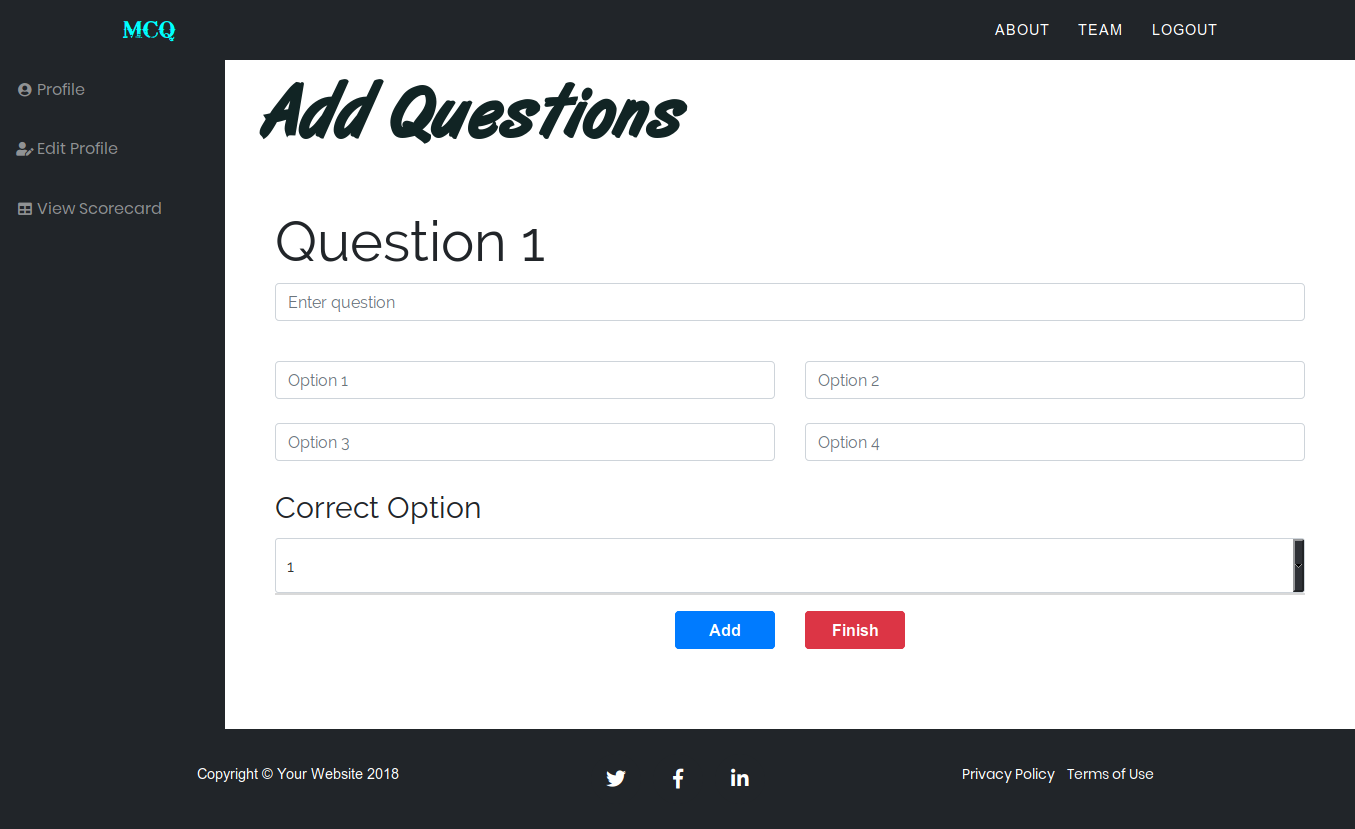 MCQ
ABOUT TEAM LOGOUT
Profile
Edit Profile
View Scorecard
Add Questions
Question 1
Enter question
Option 1 Option 2
Option 3 Option 4
Correct Option
1
Add Finish
Copyright © Your Website 2018
Privacy Policy Terms of Use